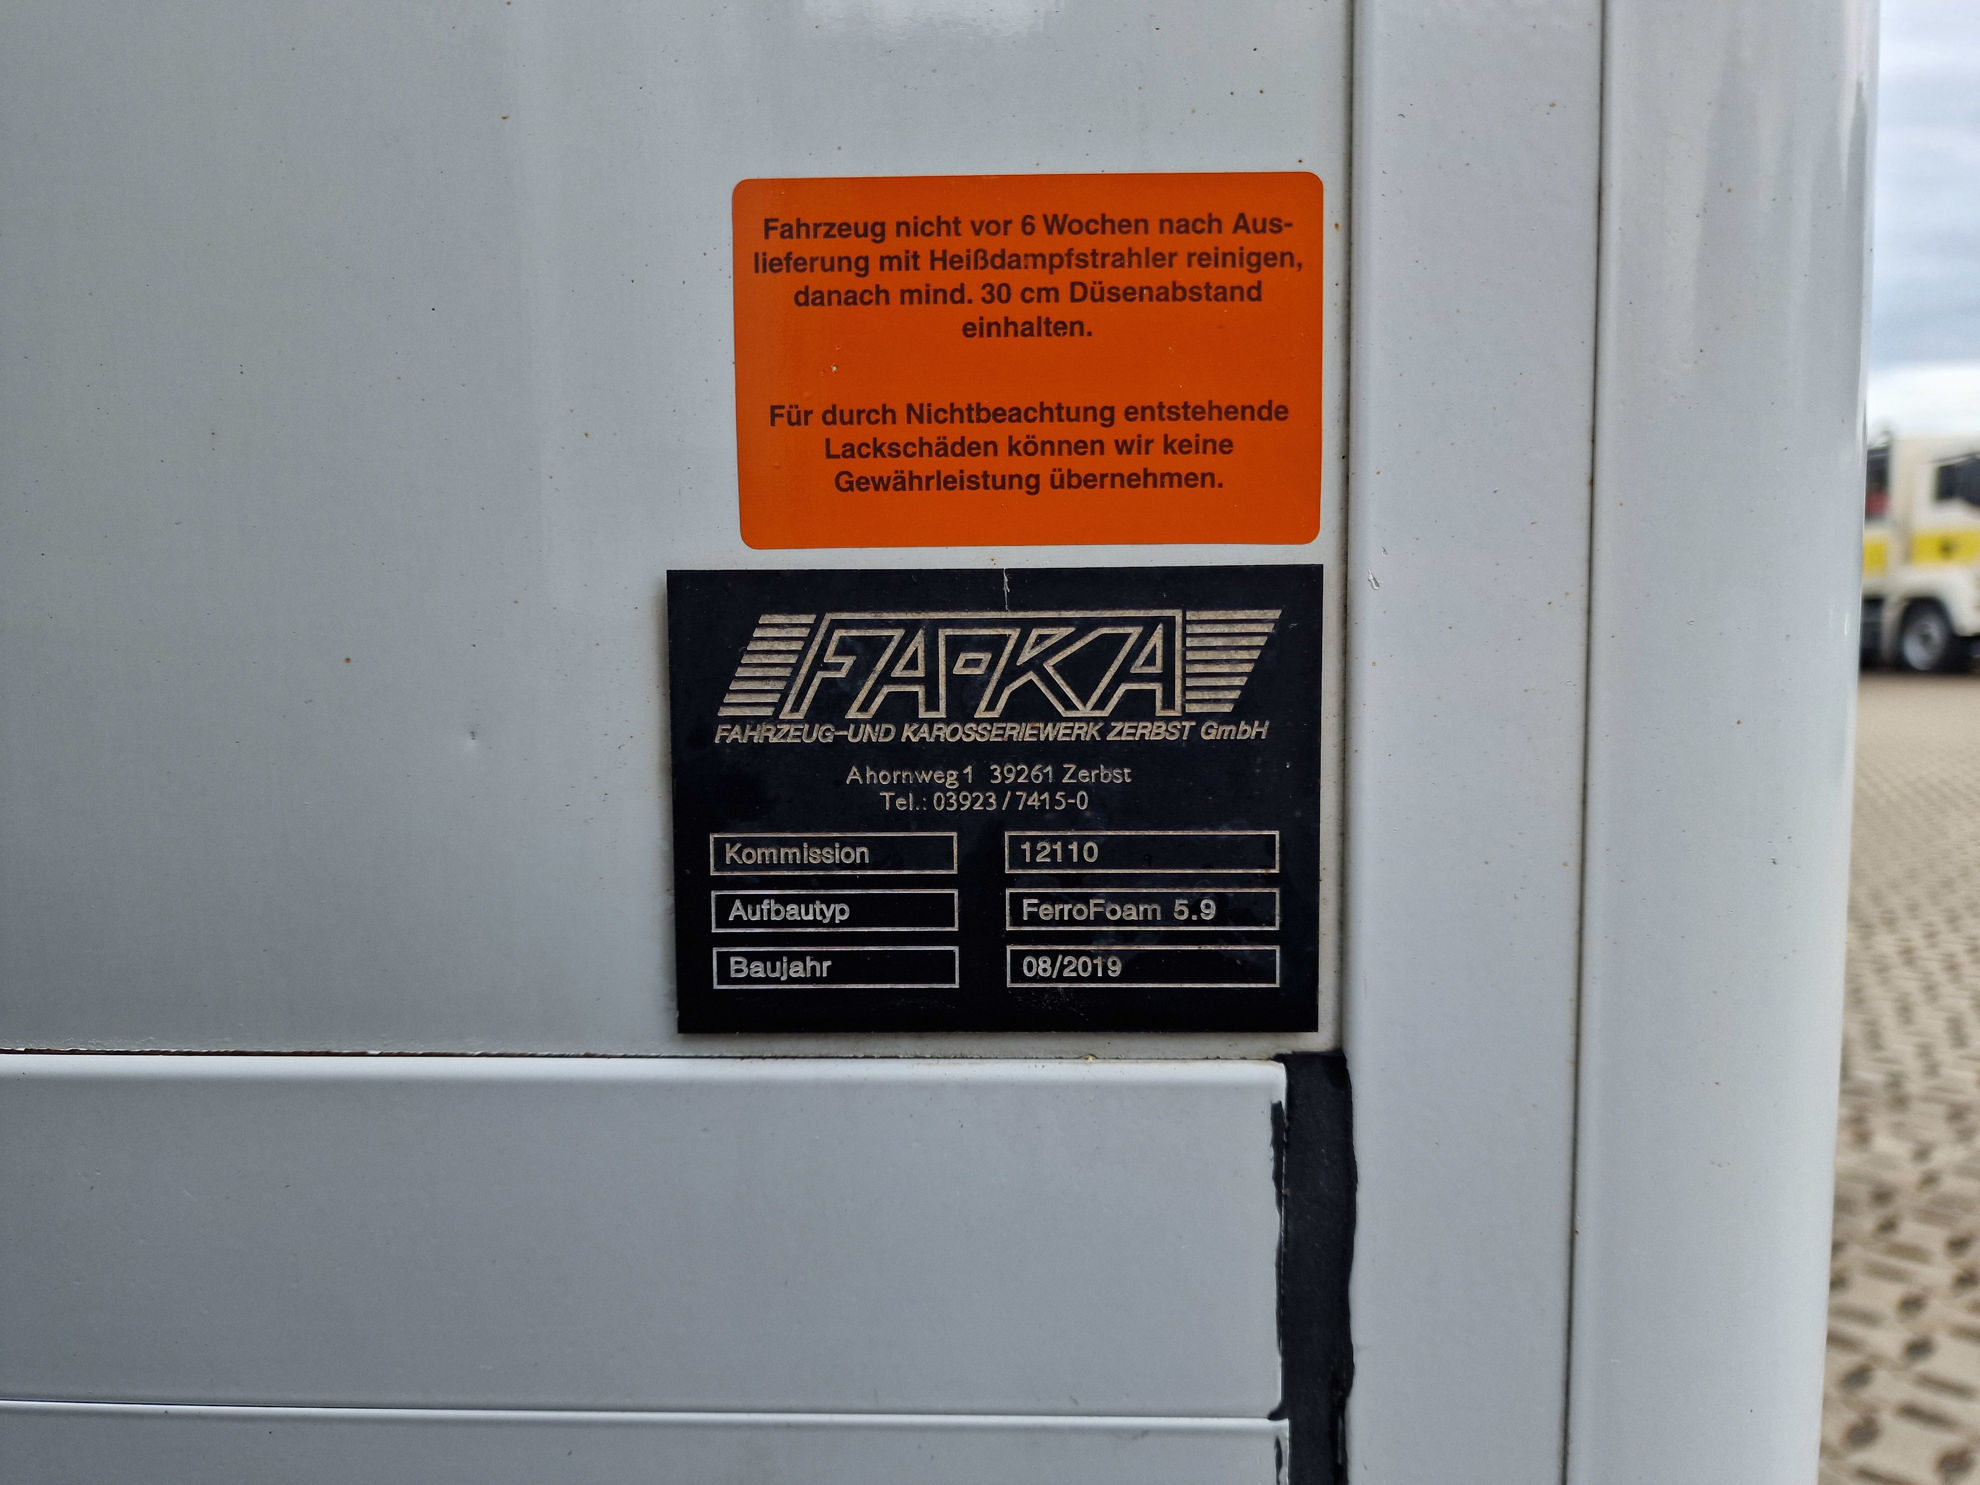 Fahrzeug nicht vor 6 Wochen nach Aus-
lieferung mit Heißdampfstrahler reinigen,
danach mind. 30 cm Düsenabstand
einhalten.
Für durch Nichtbeachtung entstehende
Lackschäden können wir keine
Gewährleistung übernehmen.
FAKA
FAHRZEUG-UND KAROSSERIEWERK ZERBST GmbH
Ahornweg 1 39261 Zerbst
Tel.: 03923/7415-0
Kommission 12110
Aufbautyp FerroFoam 5.9
Baujahr 08/2019